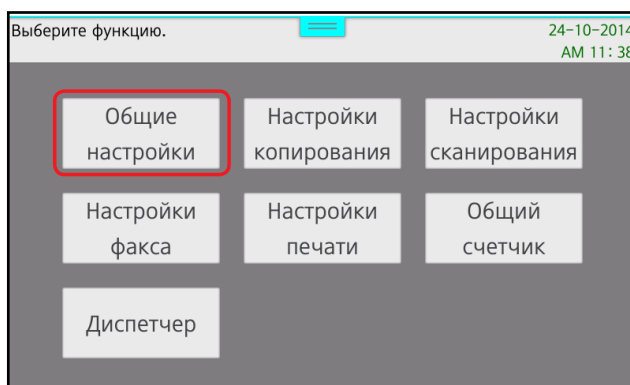 Выберите функцию.
24-10-2014
AM 11:38
Общие настройки
Настройки копирования
Настройки сканирования
Настройки факса
Настройки печати
Общий счетчик
Диспетчер